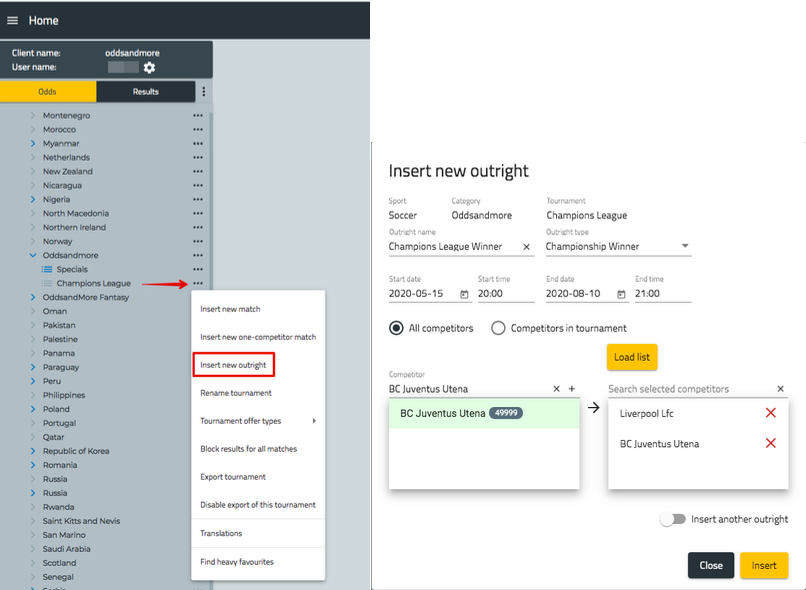 Home
Client name: oddsandmore
User name:
Odds Results
Montenegro
Morocco
Myanmar
Netherlands
New Zealand
Nicaragua
Nigeria
North Macedonia
Northern Ireland
Norway
Oddsandmore
Specials
Champions League
OddsandMore Fantasy
Oman
Pakistan
Palestine
Panama
Paraguay
Peru
Philippines
Poland
Portugal
Qatar
Republic of Korea
Romania
Russia
Russia
Rwanda
Saint Kitts and Nevis
San Marino
Saudi Arabia
Scotland
Senegal
Insert new match
Insert new one-competitor match
Insert new outright
Rename tournament
Tournament offer types
Block results for all matches
Export tournament
Disable export of this tournament
Translations
Find heavy favourites
Insert new outright
Sport Category Tournament
Soccer Oddsandmore Champions League
Outright name Outright type
Champions League Winner Championship Winner
Start date Start time End date End time
2020-05-15 20:00 2020-08-10 21:00
All competitors Competitors in tournament
Load list
Competitor
BC Juventus Utena Search selected competitors
BC Juventus Utena 49999 Liverpool Lfc
BC Juventus Utena
Insert another outright
Close Insert